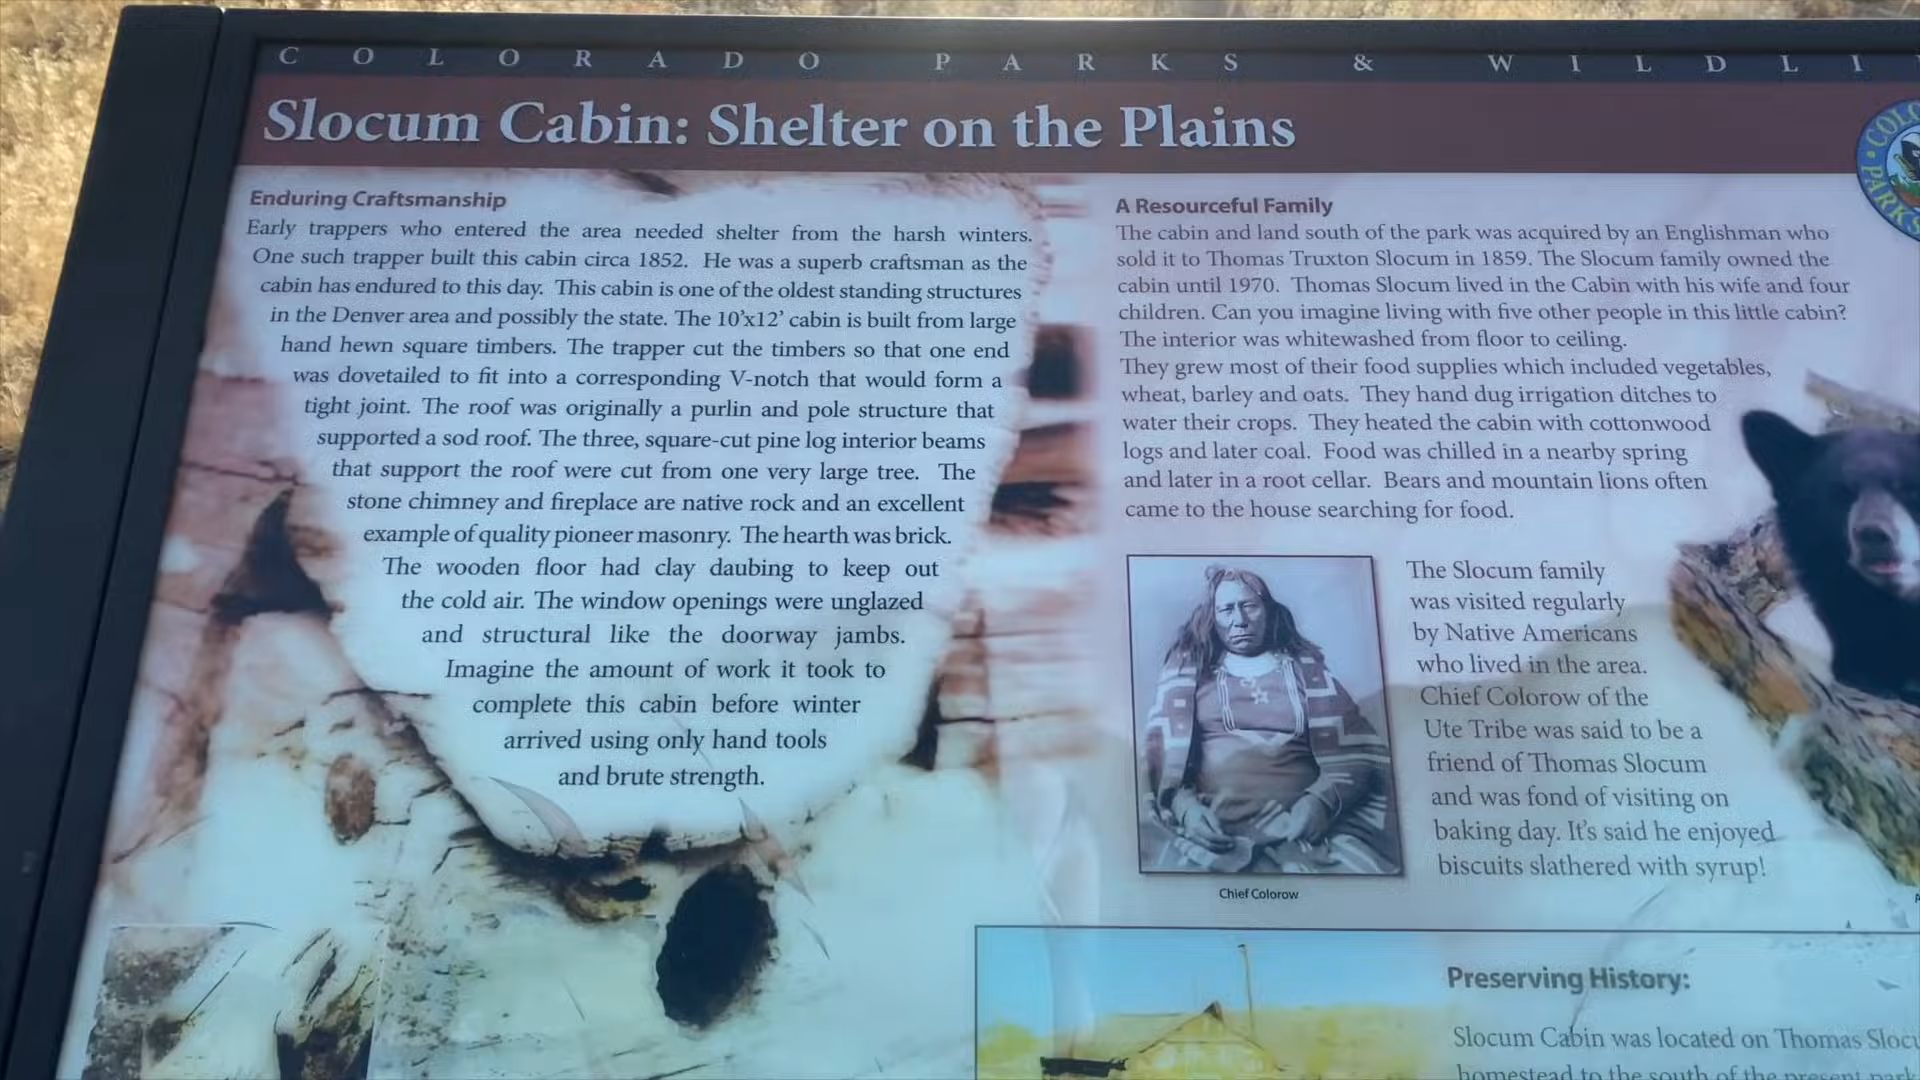 COLORADO PARKS & WILDLI
Slocum Cabin: Shelter on the Plains
Enduring Craftsmanship
Early trappers who entered the area needed shelter from the harsh winters.
One such trapper built this cabin circa 1852. He was a superb craftsman as the
cabin has endured to this day. This cabin is one of the oldest standing structures
in the Denver area and possibly the state. The 10'x12' cabin is built from large
hand hewn square timbers. The trapper cut the timbers so that one end
was dovetailed to fit into a corresponding V-notch that would form a
tight joint. The roof was originally a purlin and pole structure that
supported a sod roof. The three, square-cut pine log interior beams
that support the roof were cut from one very large tree. The
stone chimney and fireplace are native rock and an excellent
example of quality pioneer masonry. The hearth was brick.
The wooden floor had clay daubing to keep out
the cold air. The window openings were unglazed
and structural like the doorway jambs.
Imagine the amount of work it took to
complete this cabin before winter
arrived using only hand tools
and brute strength.
A Resourceful Family
The cabin and land south of the park was acquired by an Englishman who
sold it to Thomas Truxton Slocum in 1859. The Slocum family owned the
cabin until 1970. Thomas Slocum lived in the Cabin with his wife and four
children. Can you imagine living with five other people in this little cabin?
The interior was whitewashed from floor to ceiling.
They grew most of their food supplies which included vegetables,
wheat, barley and oats. They hand dug irrigation ditches to
water their crops. They heated the cabin with cottonwood
logs and later coal. Food was chilled in a nearby spring
and later in a root cellar. Bears and mountain lions often
came to the house searching for food.
The Slocum family
was visited regularly
by Native Americans
who lived in the area.
Chief Colorow of the
Ute Tribe was said to be a
friend of Thomas Slocum
and was fond of visiting on
baking day. It's said he enjoyed
biscuits slathered with syrup!
Chief Colorow
Preserving History:
Slocum Cabin was located on Thomas Slocu
homestead to the south of the present park
COLO
PARKS